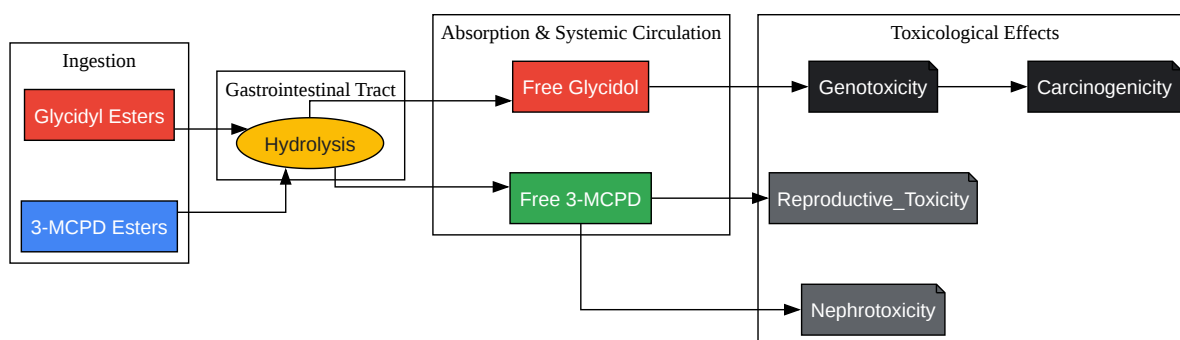 Ingestion
Glycidyl Esters
3-MCPD Esters
Gastrointestinal Tract
Hydrolysis
Absorption & Systemic Circulation
Free Glycidol
Free 3-MCPD
Toxicological Effects
Genotoxicity
Carcinogenicity
Reproductive_Toxicity
Nephrotoxicity